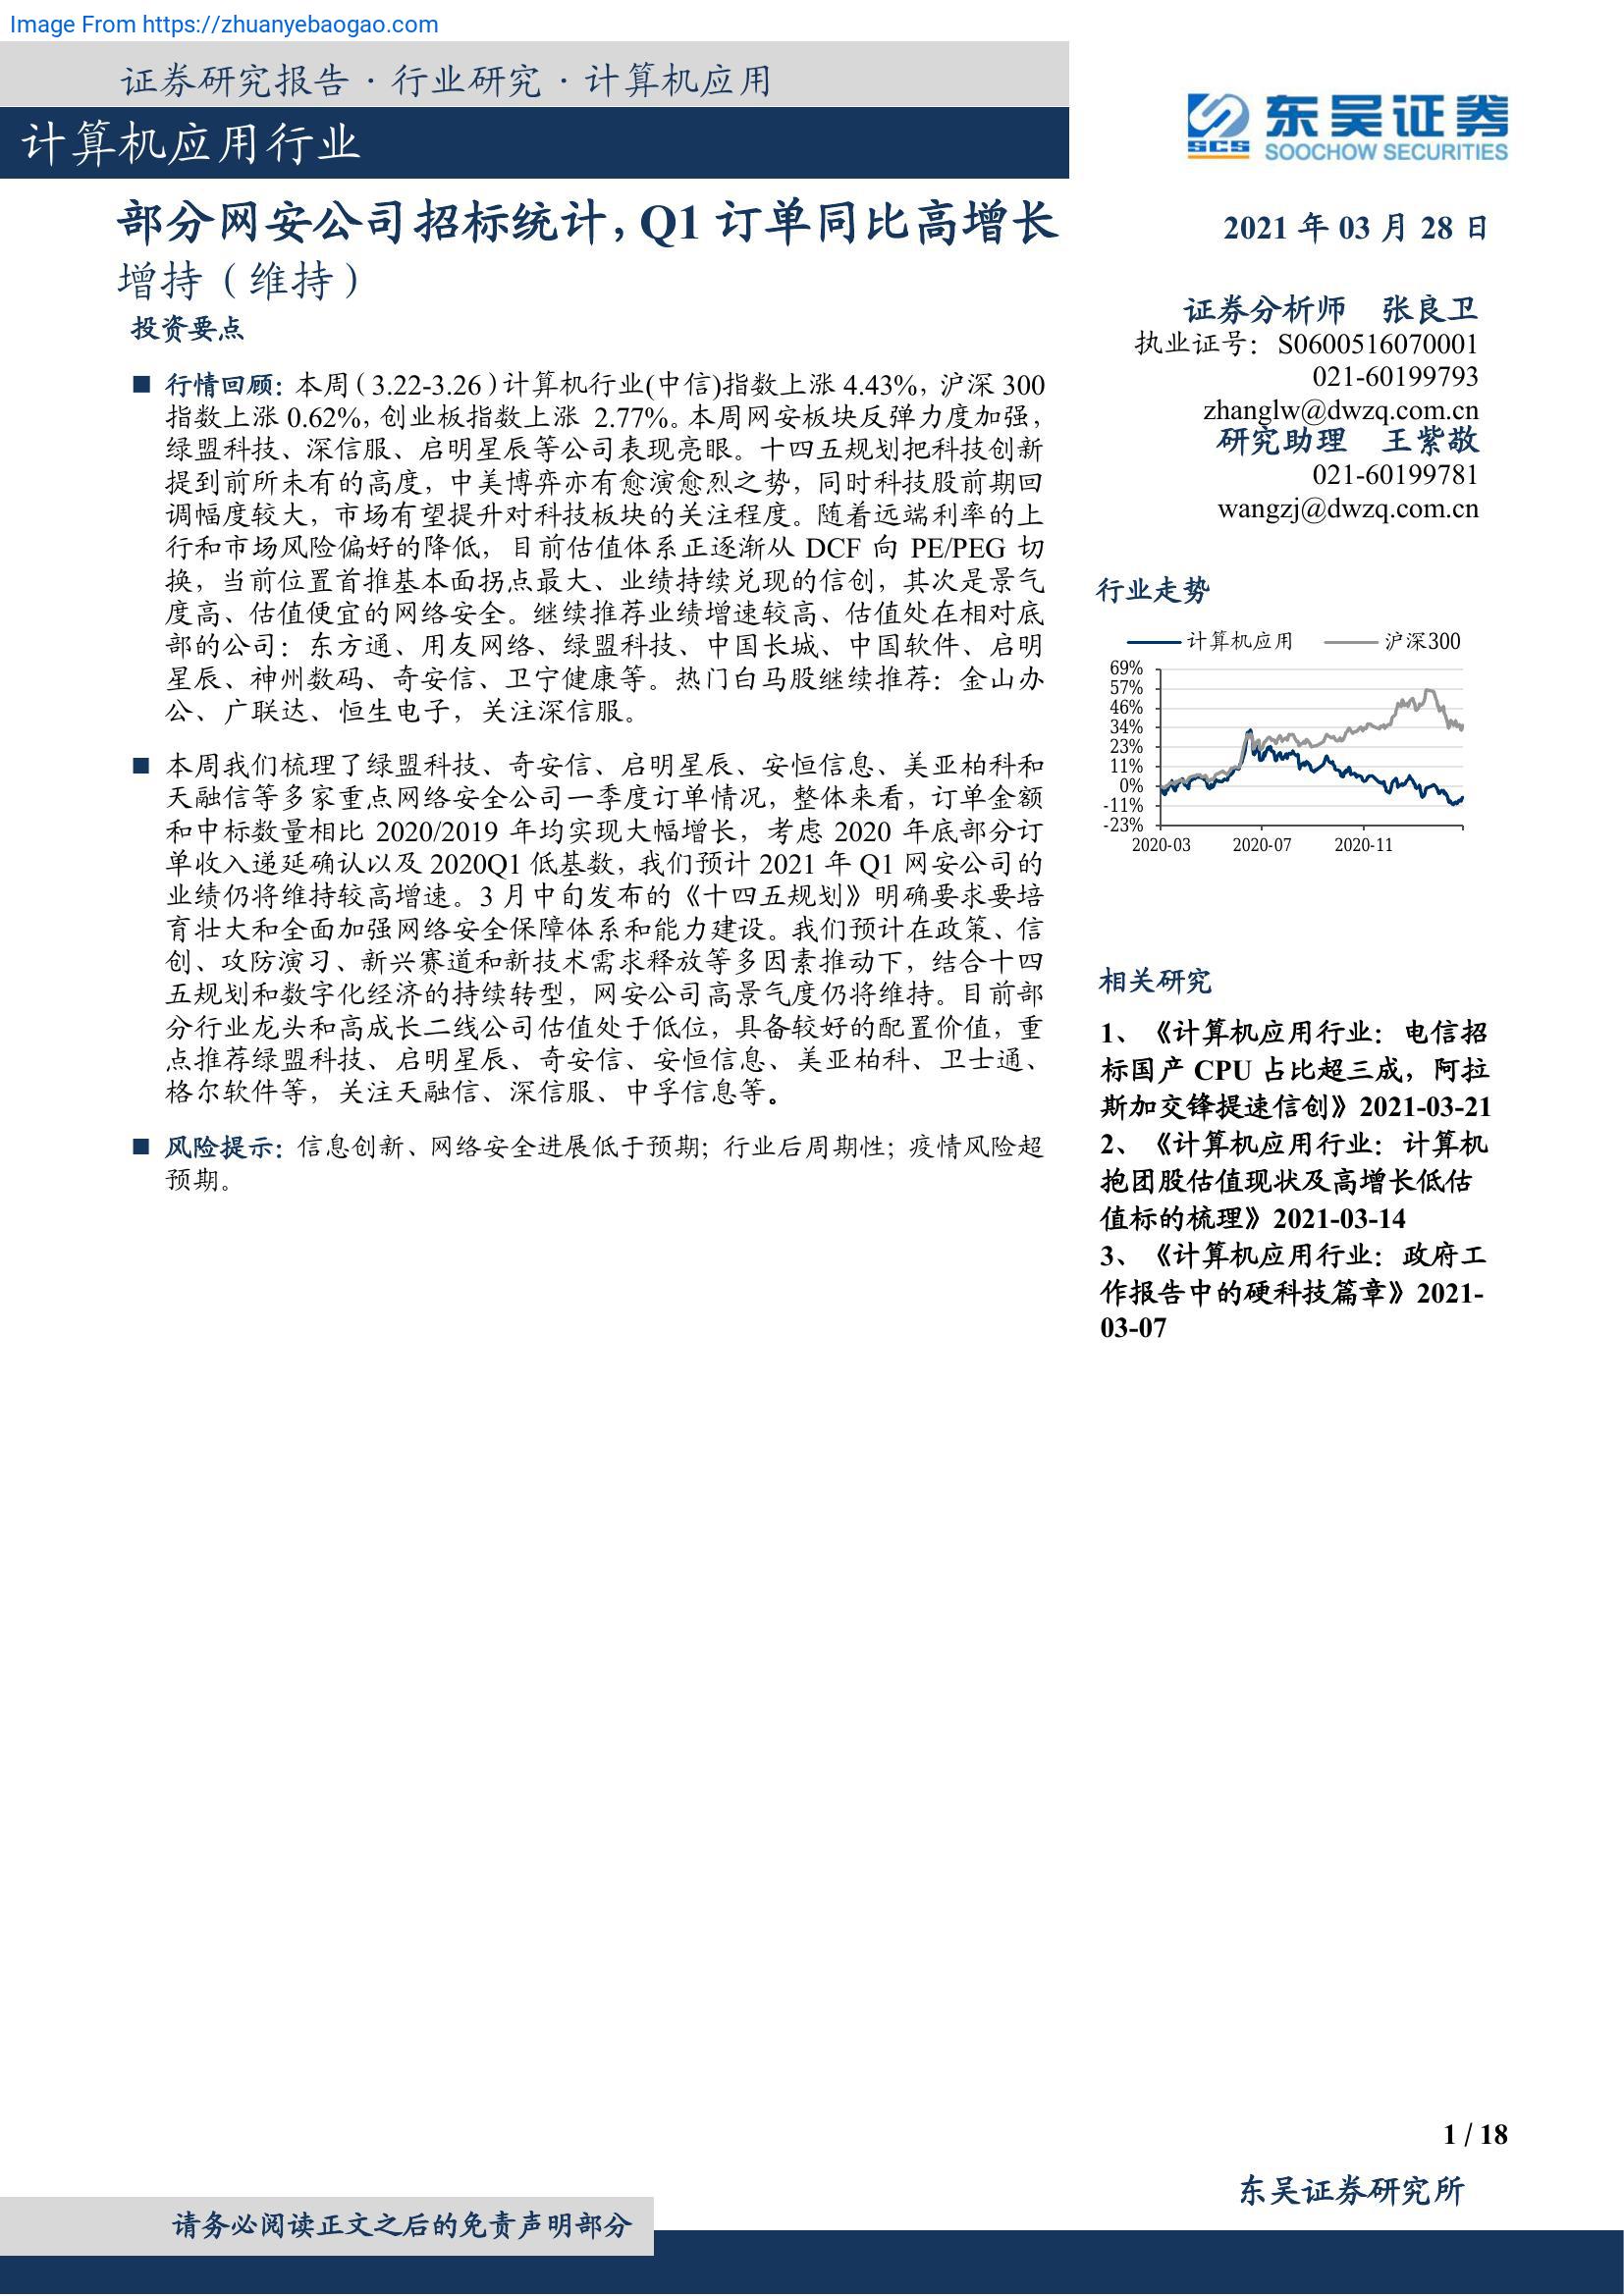 Image From https://zhuanyebaogao.com
证券研究报告 · 行业研究 · 计算机应用
计算机应用行业
东吴证券
SCS
SOOCHOW SECURITIES
部分网安公司招标统计，Q1 订单同比高增长
增持（维持）
投资要点
■ 行情回顾：本周（3.22-3.26）计算机行业(中信)指数上涨 4.43%，沪深 300
指数上涨 0.62%，创业板指数上涨 2.77%。本周网安板块反弹力度加强，
绿盟科技、深信服、启明星辰等公司表现亮眼。十四五规划把科技创新
提到前所未有的高度，中美博弈亦有愈演愈烈之势，同时科技股前期回
调幅度较大，市场有望提升对科技板块的关注程度。随着远端利率的上
行和市场风险偏好的降低，目前估值体系正逐渐从 DCF 向 PE/PEG 切
换，当前位置首推基本面拐点最大、业绩持续兑现的信创，其次是景气
度高、估值便宜的网络安全。继续推荐业绩增速较高、估值处在相对底
部的公司：东方通、用友网络、绿盟科技、中国长城、中国软件、启明
星辰、神州数码、奇安信、卫宁健康等。热门白马股继续推荐：金山办
公、广联达、恒生电子，关注深信服。
■ 本周我们梳理了绿盟科技、奇安信、启明星辰、安恒信息、美亚柏科和
天融信等多家重点网络安全公司一季度订单情况，整体来看，订单金额
和中标数量相比 2020/2019 年均实现大幅增长，考虑 2020 年底部分订
单收入递延确认以及 2020Q1 低基数，我们预计 2021 年 Q1 网安公司的
业绩仍将维持较高增速。3 月中旬发布的《十四五规划》明确要求要培
育壮大和全面加强网络安全保障体系和能力建设。我们预计在政策、信
创、攻防演习、新兴赛道和新技术需求释放等多因素推动下，结合十四
五规划和数字化经济的持续转型，网安公司高景气度仍将维持。目前部
分行业龙头和高成长二线公司估值处于低位，具备较好的配置价值，重
点推荐绿盟科技、启明星辰、奇安信、安恒信息、美亚柏科、卫士通、
格尔软件等，关注天融信、深信服、中孚信息等。
■ 风险提示：信息创新、网络安全进展低于预期；行业后周期性；疫情风险超
预期。
2021 年 03 月 28 日
证券分析师 张良卫
执业证号：S0600516070001
021-60199793
zhanglw@dwzq.com.cn
研究助理 王紫敬
021-60199781
wangzj@dwzq.com.cn
行业走势
计算机应用 沪深300
69%
57%
46%
34%
23%
11%
0%
-11%
-23%
2020-03 2020-07 2020-11
相关研究
1、《计算机应用行业：电信招
标国产 CPU 占比超三成，阿拉
斯加交锋提速信创》2021-03-21
2、《计算机应用行业：计算机
抱团股估值现状及高增长低估
值标的梳理》2021-03-14
3、《计算机应用行业：政府工
作报告中的硬科技篇章》2021-
03-07
1 / 18
东吴证券研究所
请务必阅读正文之后的免责声明部分